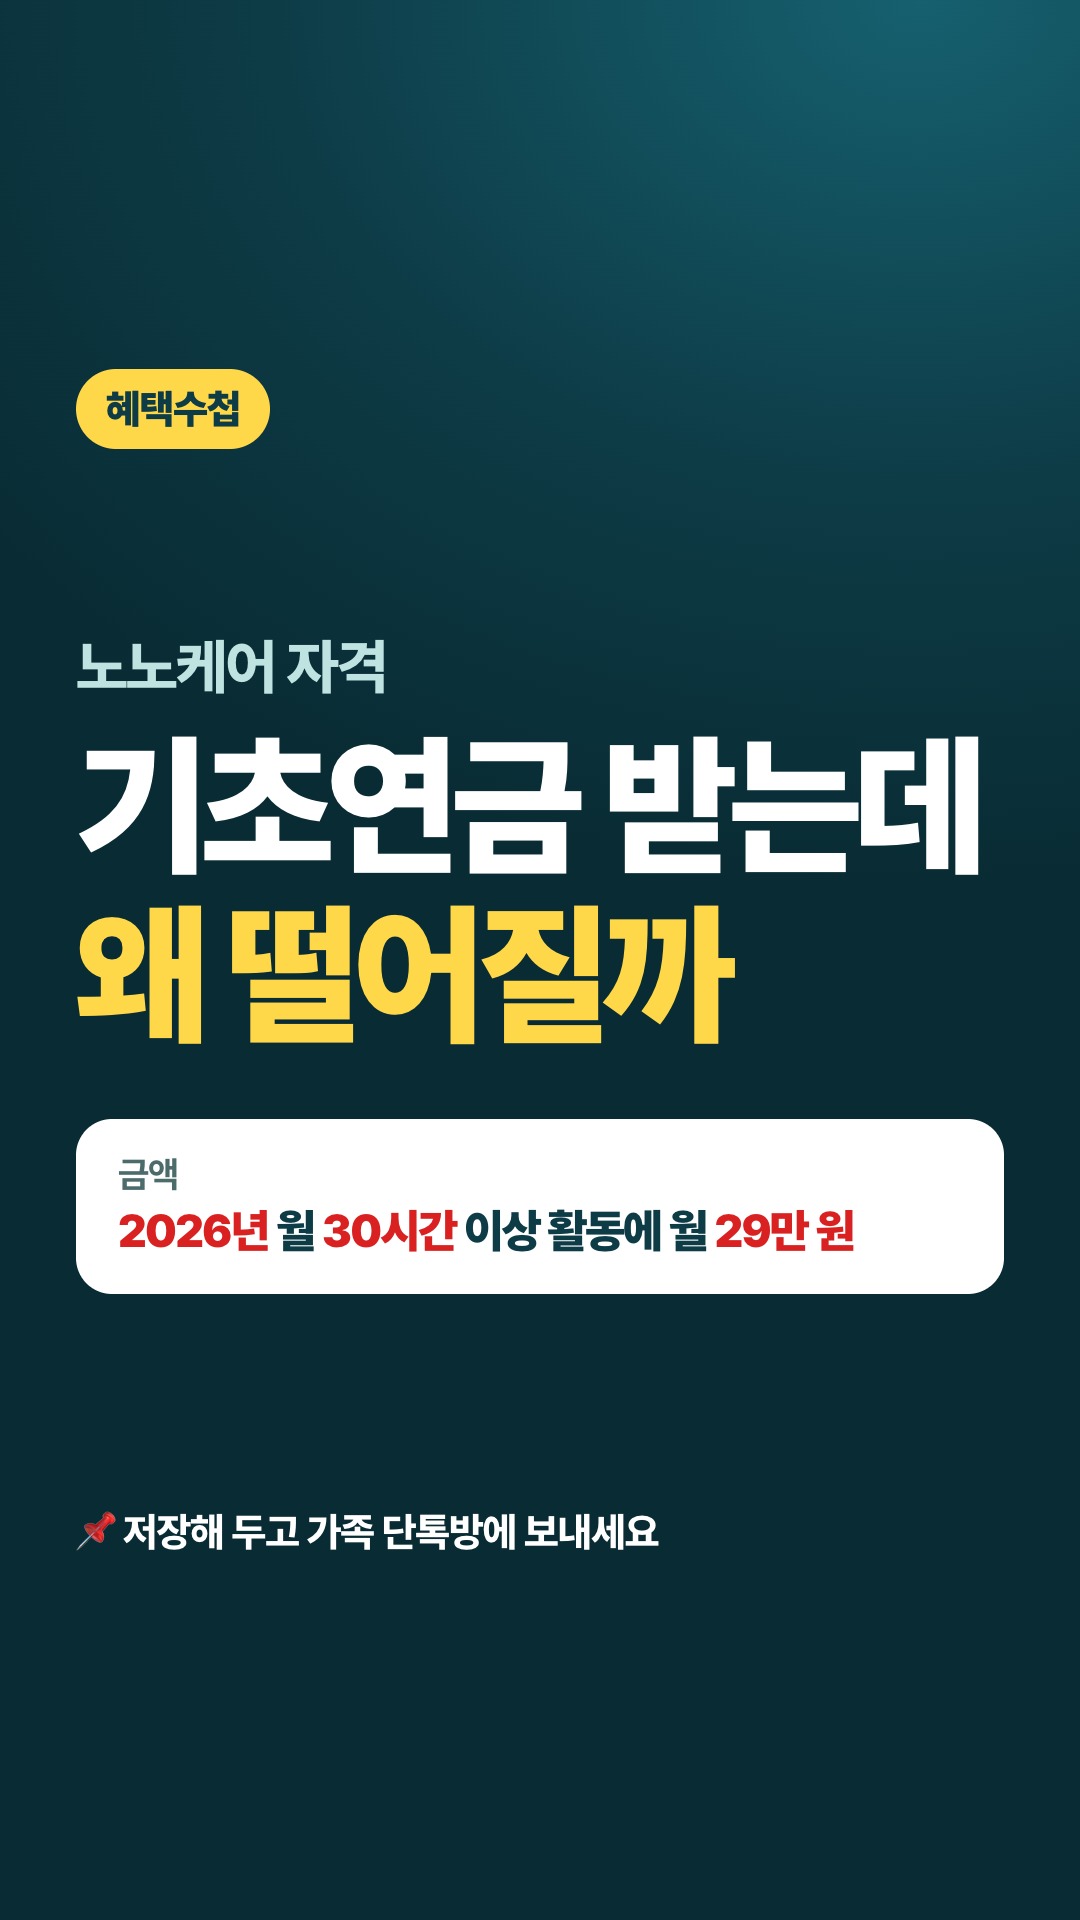 혜택수첩
노노케어 자격
기초연금 받는데
왜 떨어질까
금액
2026년 월 30시간 이상 활동에 월 29만 원
📌 저장해 두고 가족 단톡방에 보내세요